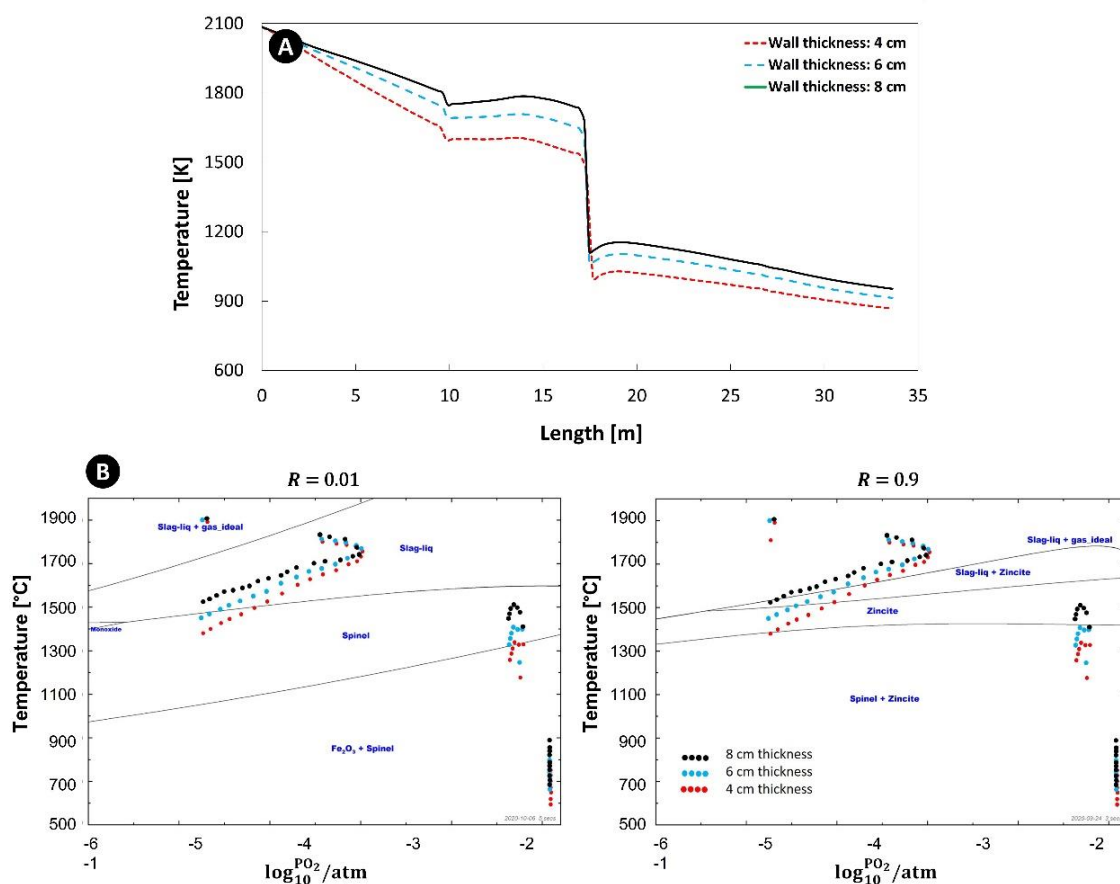 A
2100
1800
1500
1200
900
600
Temperature [K]
Wall thickness: 4 cm
Wall thickness: 6 cm
Wall thickness: 8 cm
0 5 10 15 20 25 30 35
Length [m]
B
R = 0.01
1900
1700
1500
1300
1100
900
700
500
Temperature [°C]
Slag-liq + gas_ideal
Slag-liq
Monoxide
Spinel
Fe₂O₃ + Spinel
-6 -5 -4 -3 -2
-1
log₁₀^PO₂/atm
R = 0.9
1900
1700
1500
1300
1100
900
700
500
Temperature [°C]
Slag-liq + gas_ideal
Slag-liq + Zincite
Zincite
Spinel + Zincite
8 cm thickness
6 cm thickness
4 cm thickness
-6 -5 -4 -3 -2
-1
log₁₀^PO₂/atm